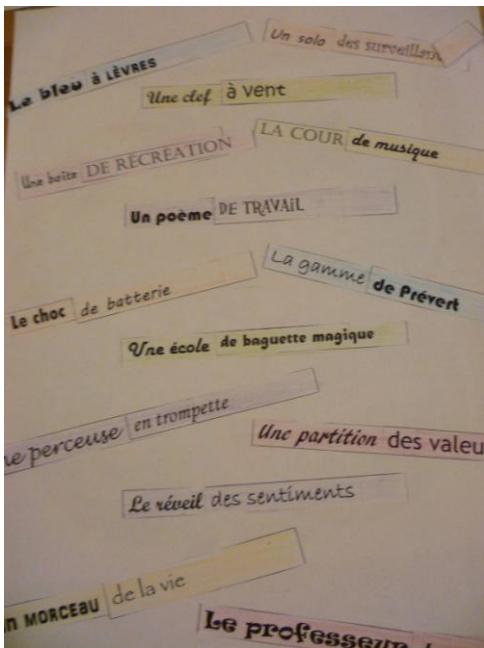 Un solo des surveillan
Le bleu à LÈVRES
Une clef à vent
LA COUR de musique
Une boîte DE RÉCRÉATION
Un poème DE TRAVAIL
La gamme de Prévert
Le choc de batterie
Une école de baguette magique
ne perceuse en trompette
Une partition des valeu
Le réveil des sentiments
n MORCEAU de la vie
Le professeur